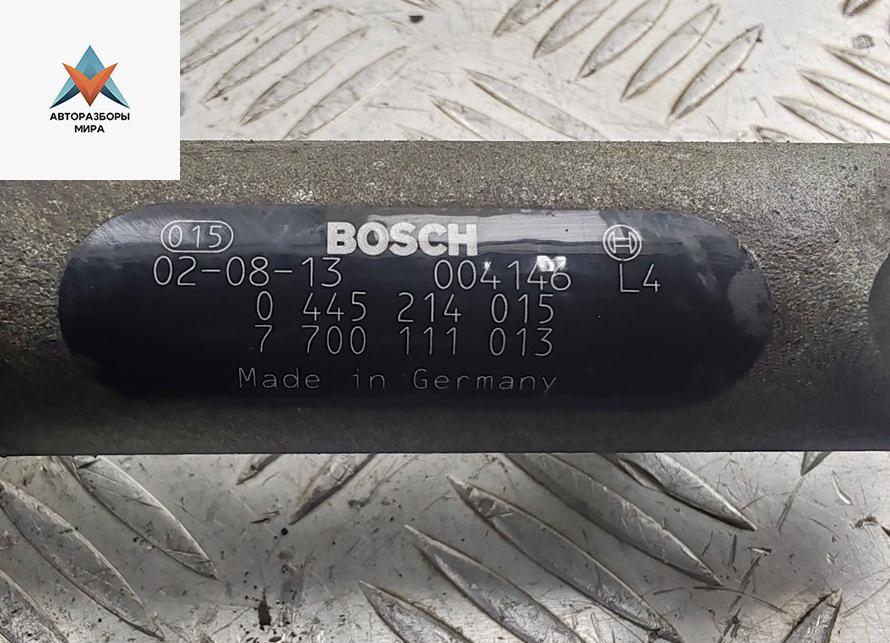 АВТОРАЗБОРЫ
МИРА
015 BOSCH
02-08-13 004146 L4
0 445 214 015
7 700 111 013
Made in Germany